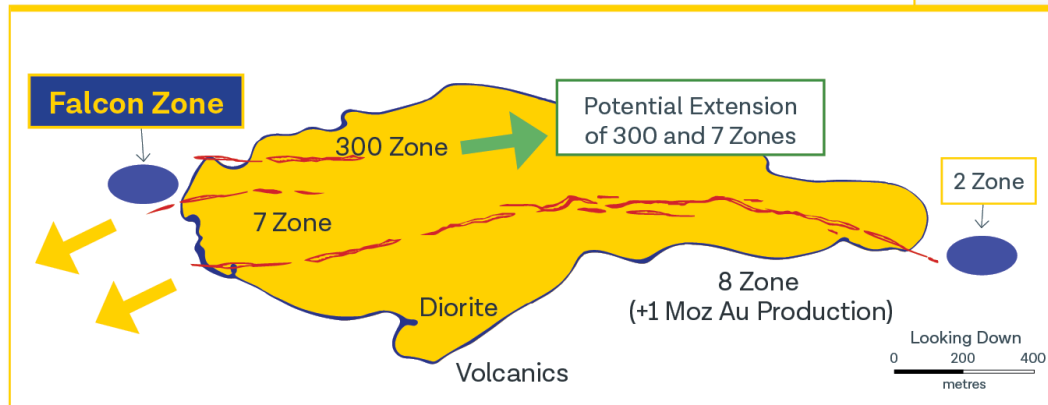 Falcon Zone
300 Zone
Potential Extension
of 300 and 7 Zones
2 Zone
7 Zone
Diorite
8 Zone
(+1 Moz Au Production)
Volcanics
Looking Down
0 200 400
metres